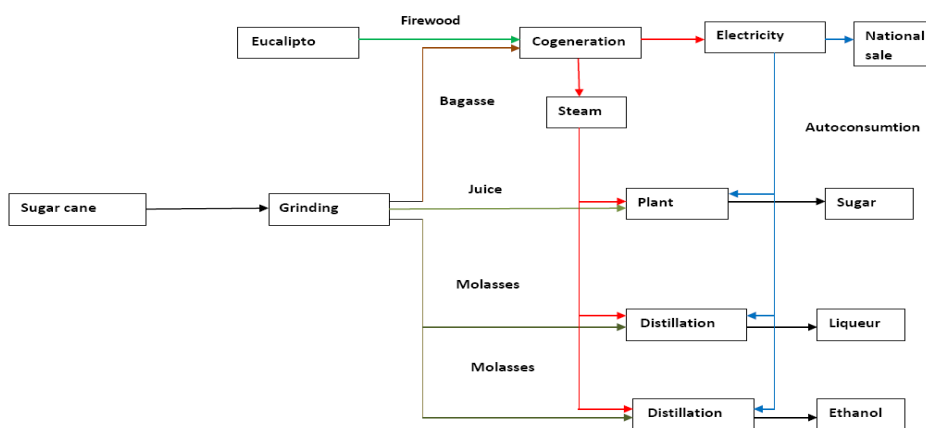 Firewood
Eucalipto
Cogeneration
Electricity
National
sale
Bagasse
Steam
Autoconsumtion
Juice
Sugar cane
Grinding
Plant
Sugar
Molasses
Distillation
Liqueur
Molasses
Distillation
Ethanol